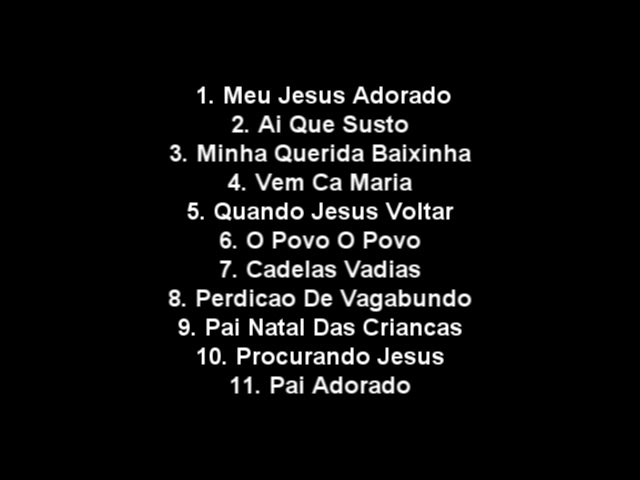 1. Meu Jesus Adorado
2. Ai Que Susto
3. Minha Querida Baixinha
4. Vem Ca Maria
5. Quando Jesus Voltar
6. O Povo O Povo
7. Cadelas Vadias
8. Perdicao De Vagabundo
9. Pai Natal Das Criancas
10. Procurando Jesus
11. Pai Adorado